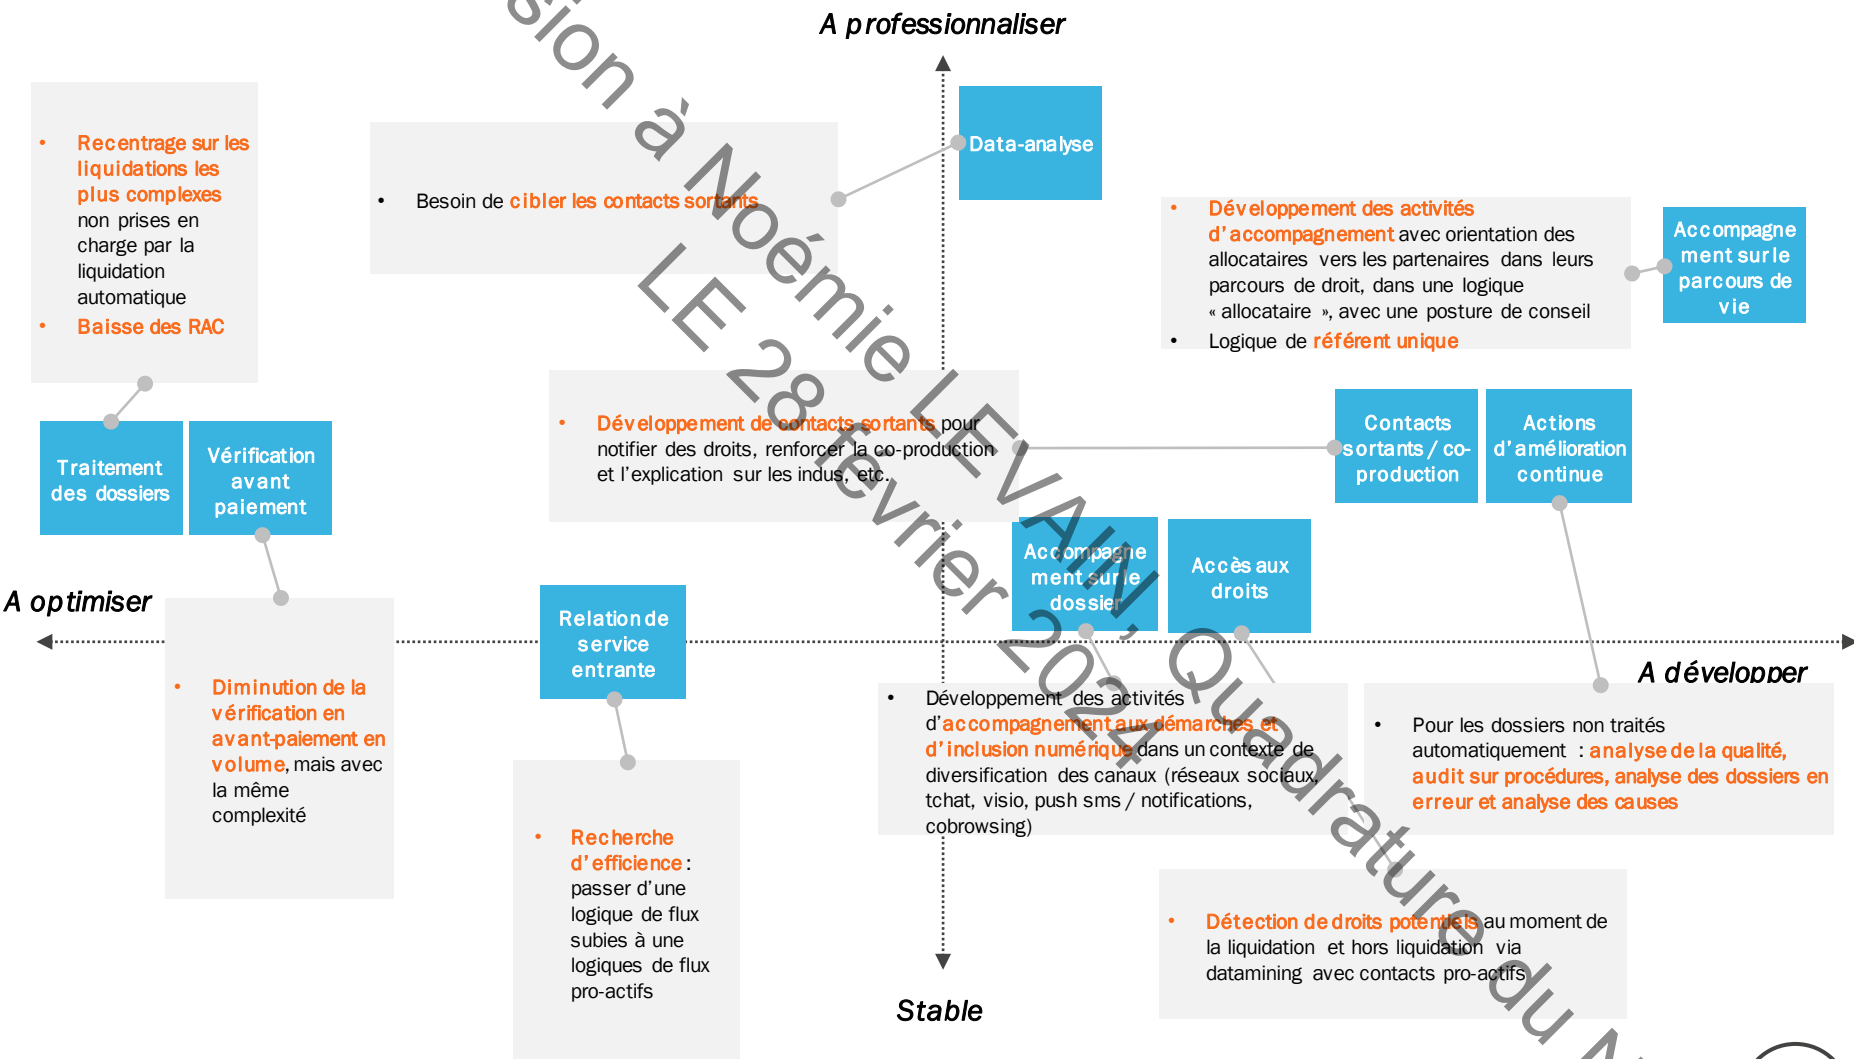 A professionnaliser
Data-analyse
• Recentrage sur les
liquidations les
plus complexes
non prises en
charge par la
liquidation
automatique
• Baisse des RAC
• Besoin de cibler les contacts sortants
• Développement des activités
d'accompagnement avec orientation des
allocataires vers les partenaires dans leurs
parcours de droit, dans une logique
« allocataire », avec une posture de conseil
• Logique de référent unique
Accompagne
ment sur le
parcours de
vie
Traitement
des dossiers
Vérification
avant
paiement
• Développement de contacts sortants pour
notifier des droits, renforcer la co-production
et l'explication sur les indus, etc.
Contacts
sortants / co-
production
Actions
d'amélioration
continue
Accompagne
ment sur le
dossier
Accès aux
droits
A optimiser
Relation de
service
entrante
A développer
• Diminution de la
vérification en
avant-paiement en
volume, mais avec
la même
complexité
• Développement des activités
d'accompagnement aux démarches et
d'inclusion numérique dans un contexte de
diversification des canaux (réseaux sociaux,
tchat, visio, push sms / notifications,
cobrowsing)
• Pour les dossiers non traités
automatiquement : analyse de la qualité,
audit sur procédures, analyse des dossiers en
erreur et analyse des causes
• Recherche
d'efficience :
passer d'une
logique de flux
subies à une
logiques de flux
pro-actifs
• Détection de droits potentiels au moment de
la liquidation et hors liquidation via
datamining avec contacts pro-actifs
Stable
sion à Noémie LEVAIN, Quadrature du N
LE 28 février 2024